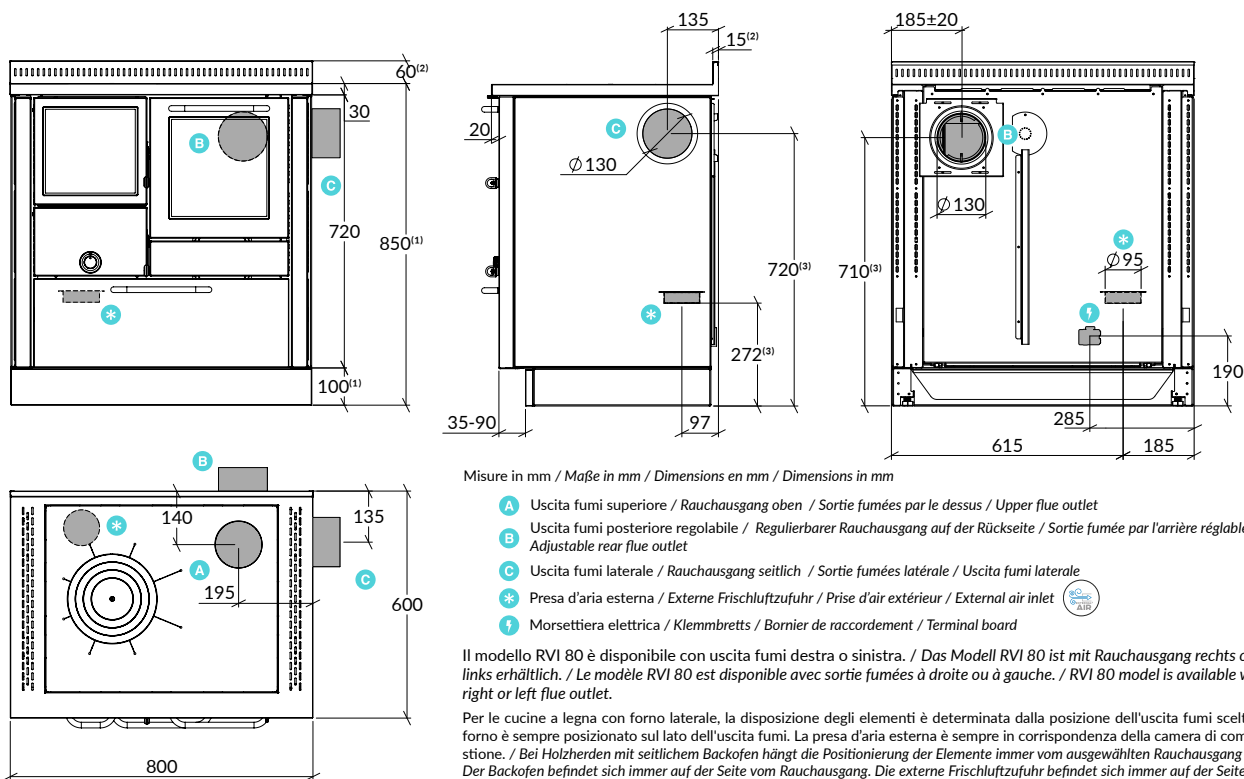 60(2)
30
B
C
720
850(1)
*
100(1)
135
15(2)
20
C
Ø 130
720(3)
*
272(3)
35-90
97
185±20
B
Ø 130
710(3)
*
Ø 95
190
285
615
185
B
*
140
135
A
195
C
600
800
Misure in mm / Maße in mm / Dimensions en mm / Dimensions in mm
A Uscita fumi superiore / Rauchausgang oben / Sortie fumées par le dessus / Upper flue outlet
B Uscita fumi posteriore regolabile / Regulierbarer Rauchausgang auf der Rückseite / Sortie fumée par l'arrière réglable
Adjustable rear flue outlet
C Uscita fumi laterale / Rauchausgang seitlich / Sortie fumées latérale / Uscita fumi laterale
* Presa d'aria esterna / Externe Frischluftzufuhr / Prise d'air extérieur / External air inlet AIR
Morsettiera elettrica / Klemmbretts / Bornier de raccordement / Terminal board
Il modello RVI 80 è disponibile con uscita fumi destra o sinistra. / Das Modell RVI 80 ist mit Rauchausgang rechts o
links erhältlich. / Le modèle RVI 80 est disponible avec sortie fumées à droite ou à gauche. / RVI 80 model is available w
right or left flue outlet.
Per le cucine a legna con forno laterale, la disposizione degli elementi è determinata dalla posizione dell'uscita fumi scelt
forno è sempre posizionato sul lato dell'uscita fumi. La presa d'aria esterna è sempre in corrispondenza della camera di com
stione. / Bei Holzherden mit seitlichem Backofen hängt die Positionierung der Elemente immer vom ausgewählten Rauchausgang
Der Backofen befindet sich immer auf der Seite vom Rauchausgang. Die externe Frischluftzufuhr befindet sich immer auf der Seite